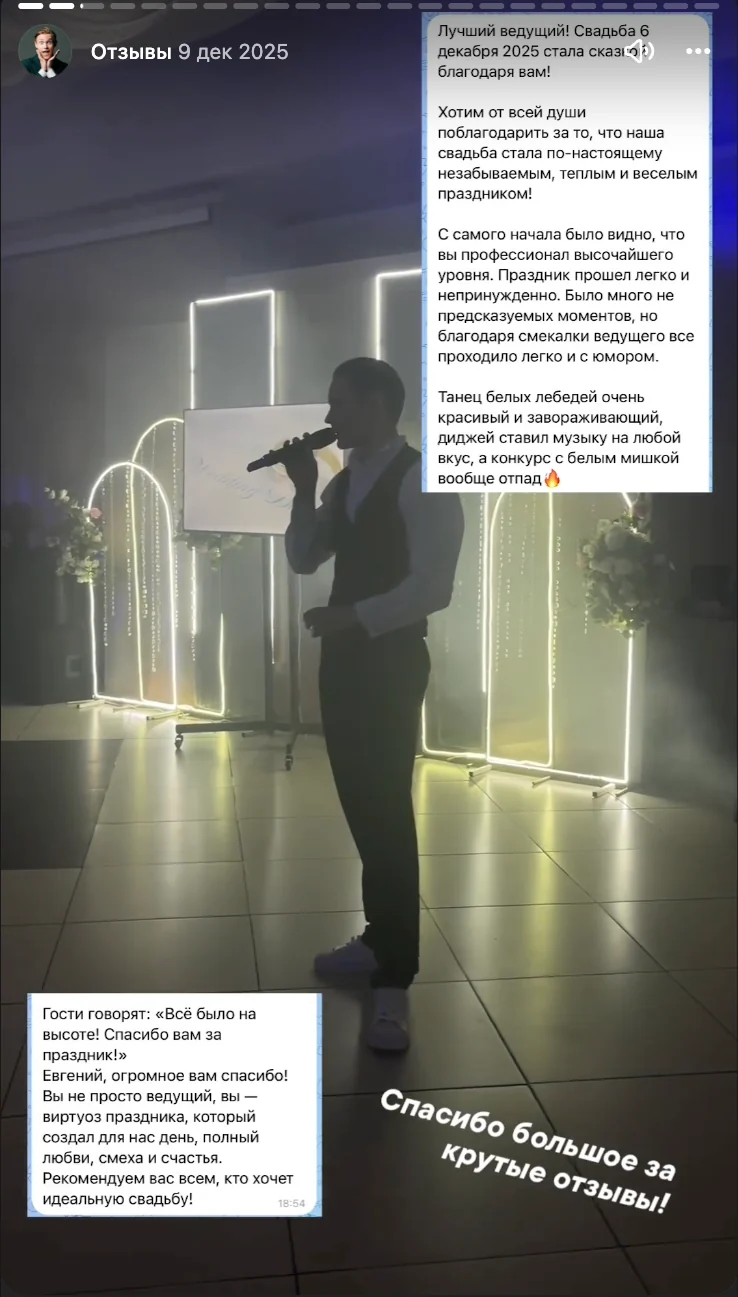 Отзывы 9 дек 2025
Лучший ведущий! Свадьба 6
декабря 2025 стала сказкой
благодаря вам!
Хотим от всей души
поблагодарить за то, что наша
свадьба стала по-настоящему
незабываемым, теплым и веселым
праздником!
С самого начала было видно, что
вы профессионал высочайшего
уровня. Праздник прошел легко и
непринужденно. Было много не
предсказуемых моментов, но
благодаря смекалки ведущего все
проходило легко и с юмором.
Танец белых лебедей очень
красивый и завораживающий,
диджей ставил музыку на любой
вкус, а конкурс с белым мишкой
вообще отпад🔥
Гости говорят: «Всё было на
высоте! Спасибо вам за
праздник!»
Евгений, огромное вам спасибо!
Вы не просто ведущий, вы —
виртуоз праздника, который
создал для нас день, полный
любви, смеха и счастья.
Рекомендуем вас всем, кто хочет
идеальную свадьбу!
18:54
Спасибо большое за
крутые отзывы!